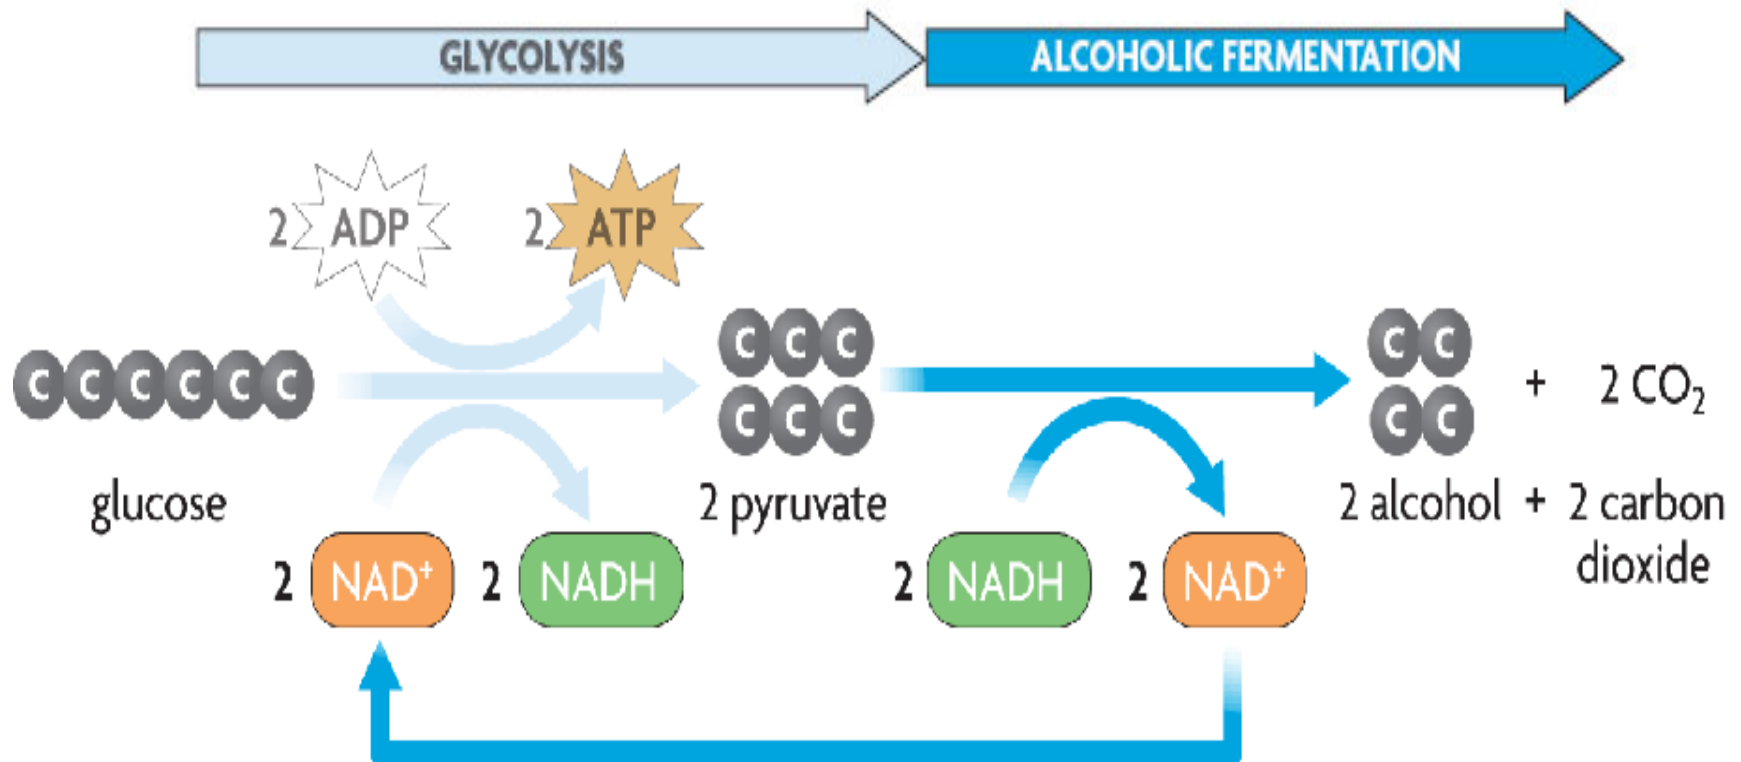 GLYCOLYSIS
ALCOHOLIC FERMENTATION
2 ADP
2 ATP
C C C C C C
C C C
C C C
C C
C C
+ 2 CO₂
glucose
2 pyruvate
2 alcohol + 2 carbon
dioxide
2 NAD⁺
2 NADH
2 NADH
2 NAD⁺